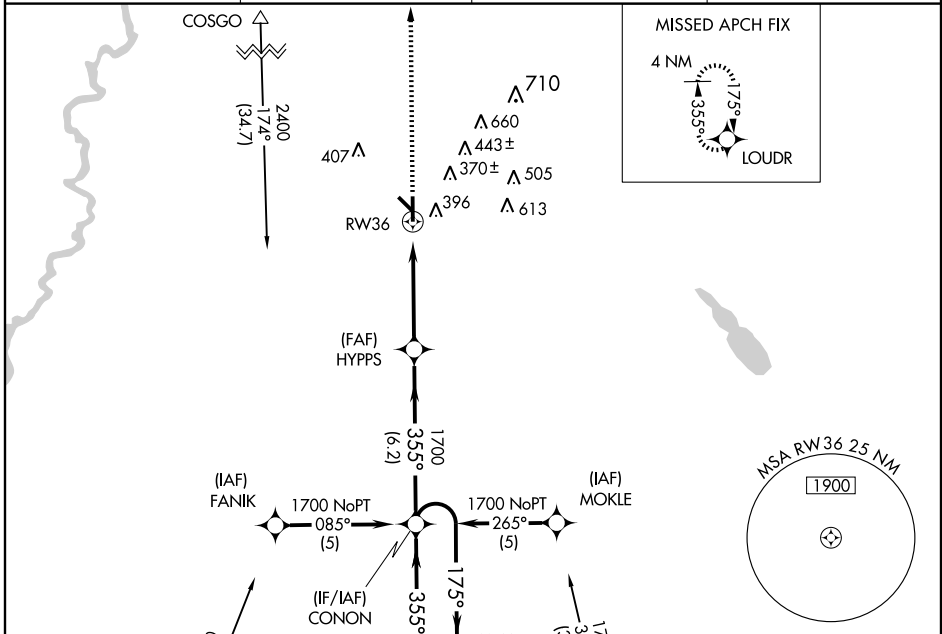 COSGO
2400
174°
(34.7)
MISSED APCH FIX
4 NM
355°
175°
LOUDR
710
660
443±
407
370±
505
396
613
RW36
(FAF)
HYPPS
1700
355°
(6.2)
(IAF)
FANIK
1700 NoPT
085°
(5)
1700 NoPT
265°
(5)
(IAF)
MOKLE
MSA RW36 25 NM
1900
(IF/IAF)
CONON
355°
175°